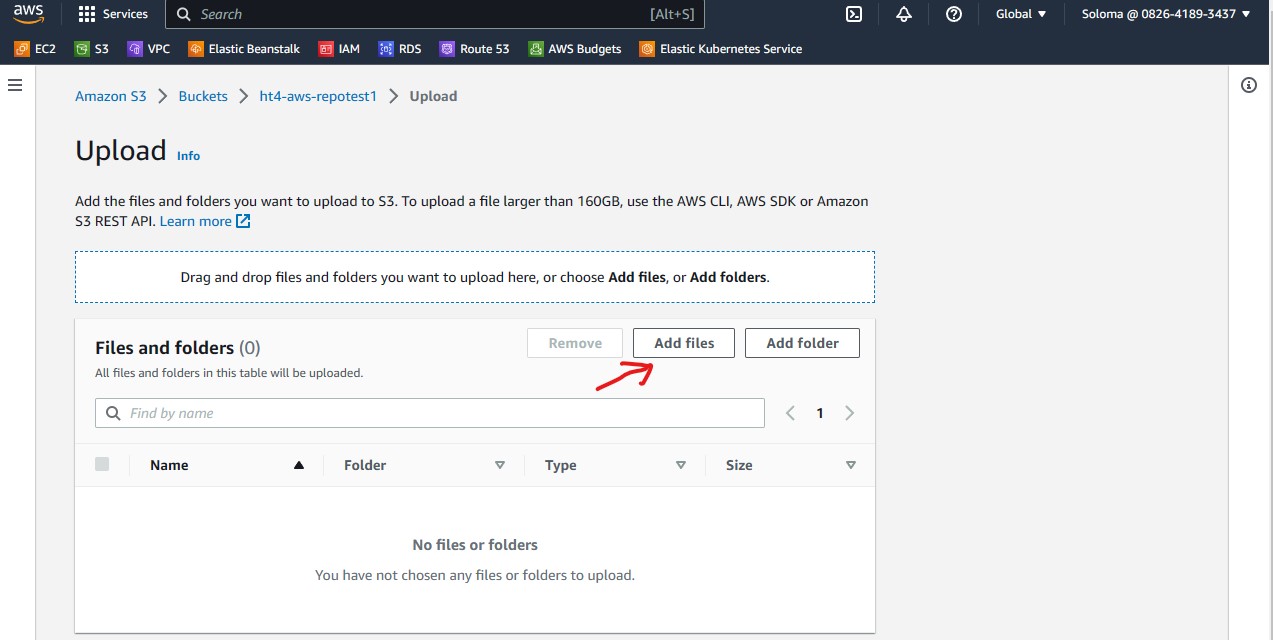 aws
Services
Search
[Alt+S]
Global
Soloma @ 0826-4189-3437
EC2
S3
VPC
Elastic Beanstalk
IAM
RDS
Route 53
AWS Budgets
Elastic Kubernetes Service
Amazon S3 > Buckets > ht4-aws-repotest1 > Upload
Upload Info
Add the files and folders you want to upload to S3. To upload a file larger than 160GB, use the AWS CLI, AWS SDK or Amazon
S3 REST API. Learn more
Drag and drop files and folders you want to upload here, or choose Add files, or Add folders.
Files and folders (0)
Remove
Add files
Add folder
All files and folders in this table will be uploaded.
Find by name
1
Name
Folder
Type
Size
No files or folders
You have not chosen any files or folders to upload.